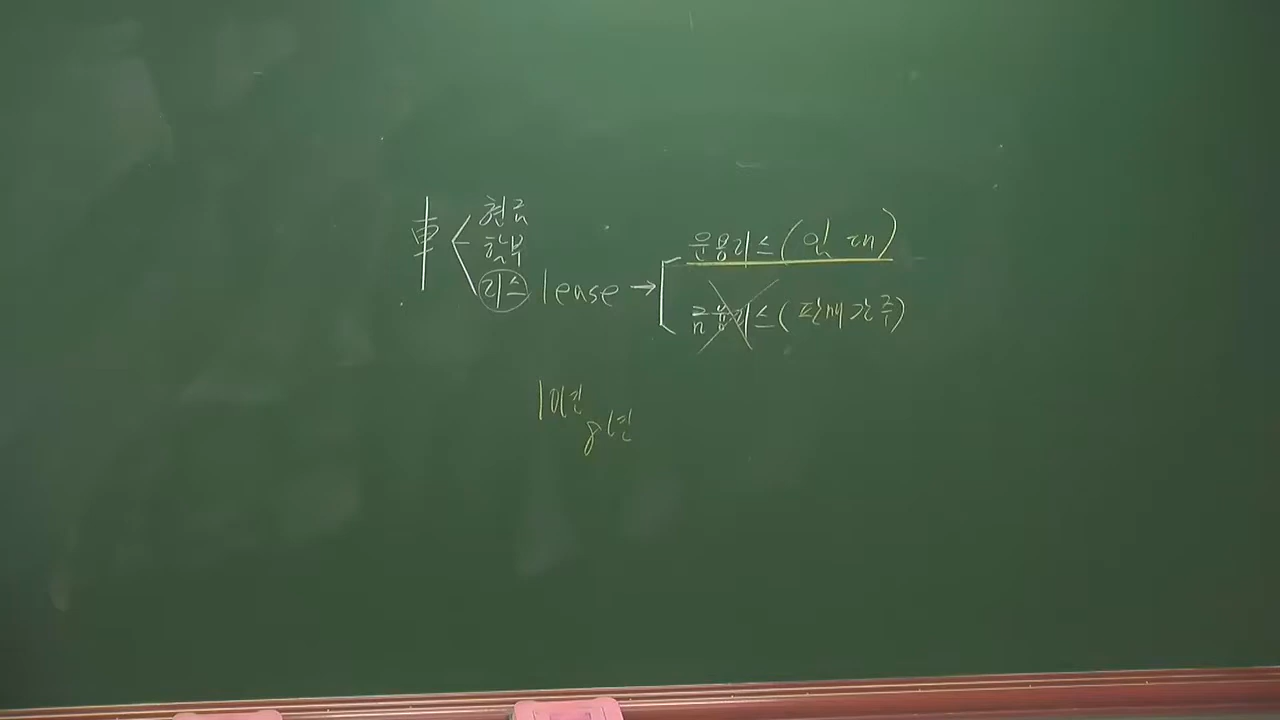 車
현금
할부
리스 lease →
운용리스 (임대)
금융리스 (판매간주)
10년
8년